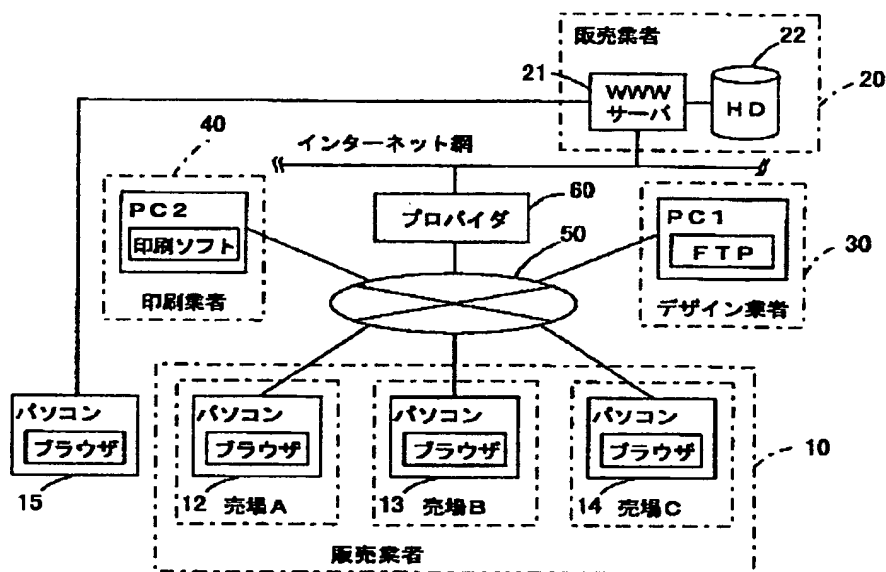 販売業者
22
21
WWW
サーバ
HD
20
40
インターネット網
60
PC2
印刷ソフト
印刷業者
プロバイダ
50
PC1
FTP
デザイン業者
30
パソコン
ブラウザ
15
パソコン
ブラウザ
12
売場A
パソコン
ブラウザ
13
売場B
パソコン
ブラウザ
14
売場C
10
販売業者